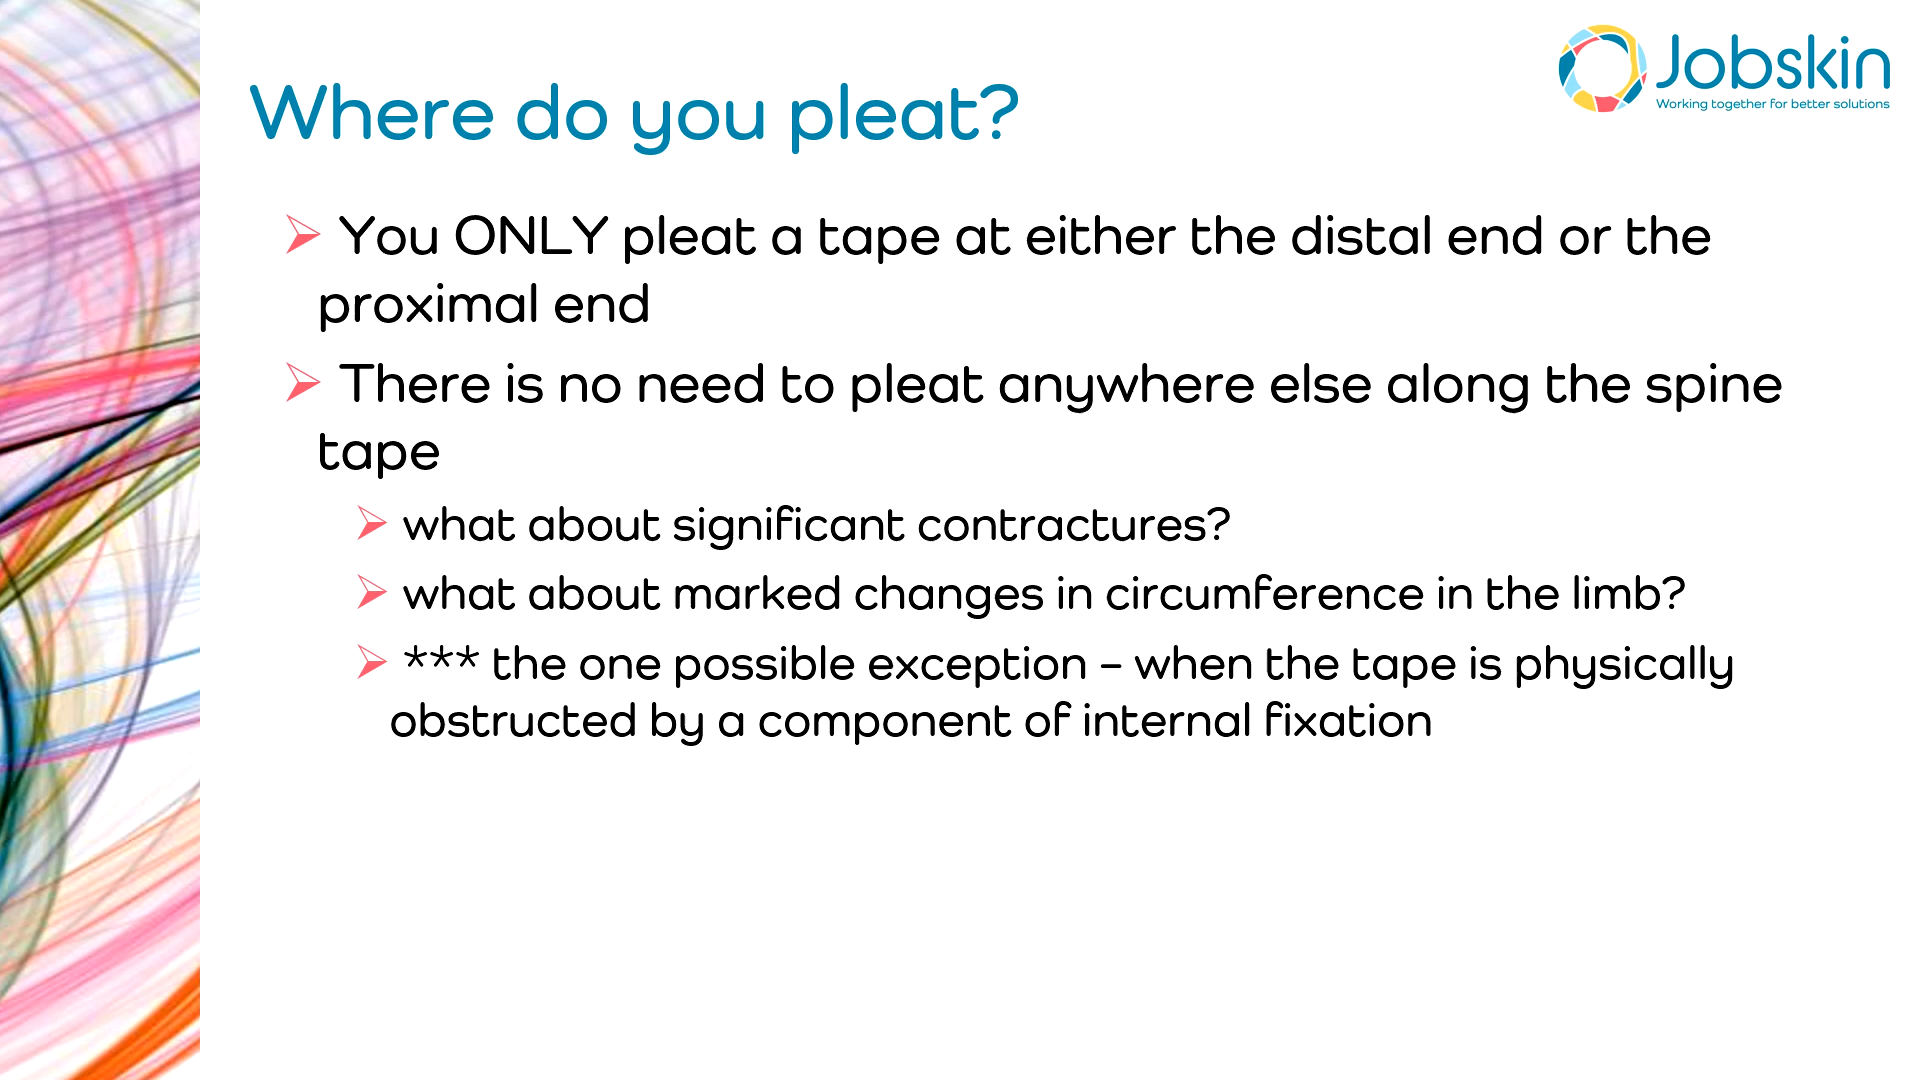 Jobskin
Working together for better solutions
Where do you pleat?
➢ You ONLY pleat a tape at either the distal end or the
proximal end
➢ There is no need to pleat anywhere else along the spine
tape
➢ what about significant contractures?
➢ what about marked changes in circumference in the limb?
➢ *** the one possible exception – when the tape is physically
obstructed by a component of internal fixation